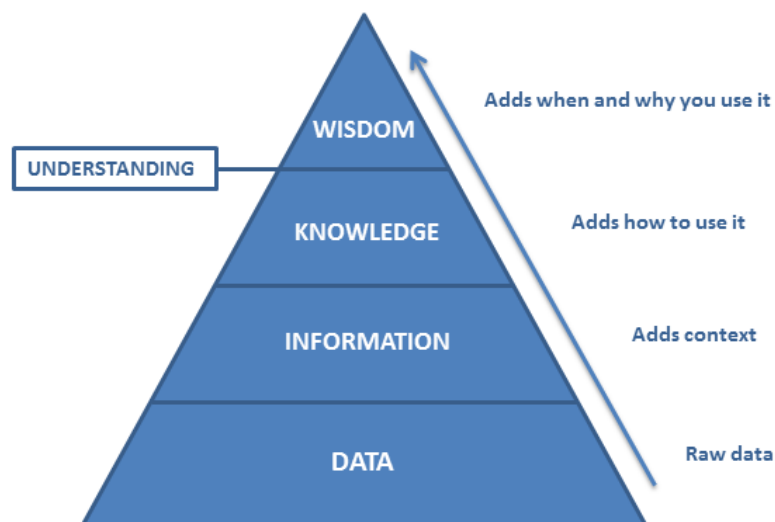 Adds when and why you use it
WISDOM
UNDERSTANDING
KNOWLEDGE
Adds how to use it
INFORMATION
Adds context
DATA
Raw data